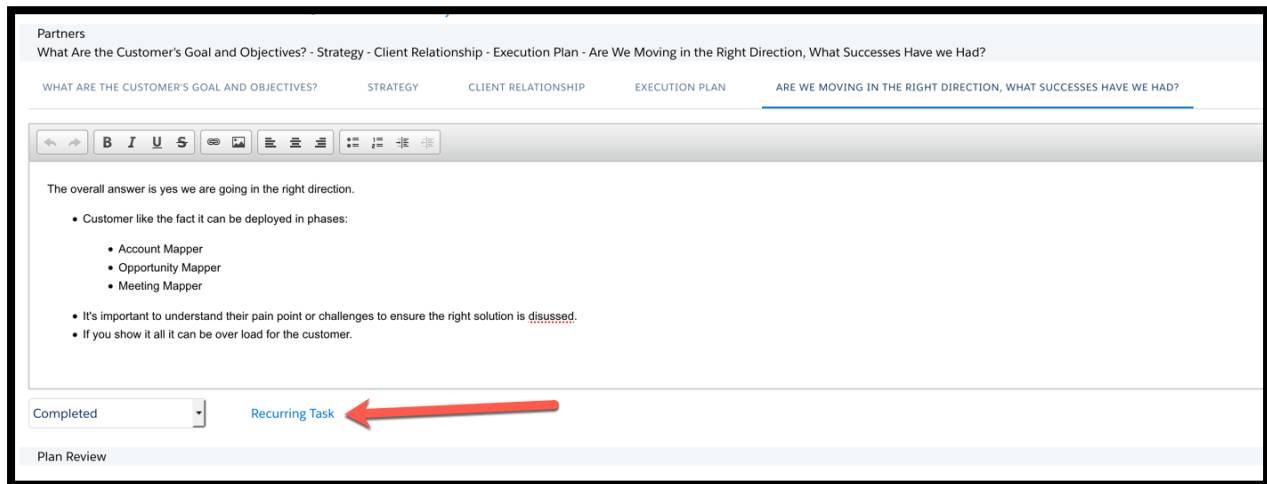 Partners
What Are the Customer's Goal and Objectives? - Strategy - Client Relationship - Execution Plan - Are We Moving in the Right Direction, What Successes Have we Had?
WHAT ARE THE CUSTOMER'S GOAL AND OBJECTIVES? STRATEGY CLIENT RELATIONSHIP EXECUTION PLAN ARE WE MOVING IN THE RIGHT DIRECTION, WHAT SUCCESSES HAVE WE HAD?
B I U S
The overall answer is yes we are going in the right direction.
• Customer like the fact it can be deployed in phases:
• Account Mapper
• Opportunity Mapper
• Meeting Mapper
• It's important to understand their pain point or challenges to ensure the right solution is disussed.
• If you show it all it can be over load for the customer.
Completed Recurring Task
Plan Review